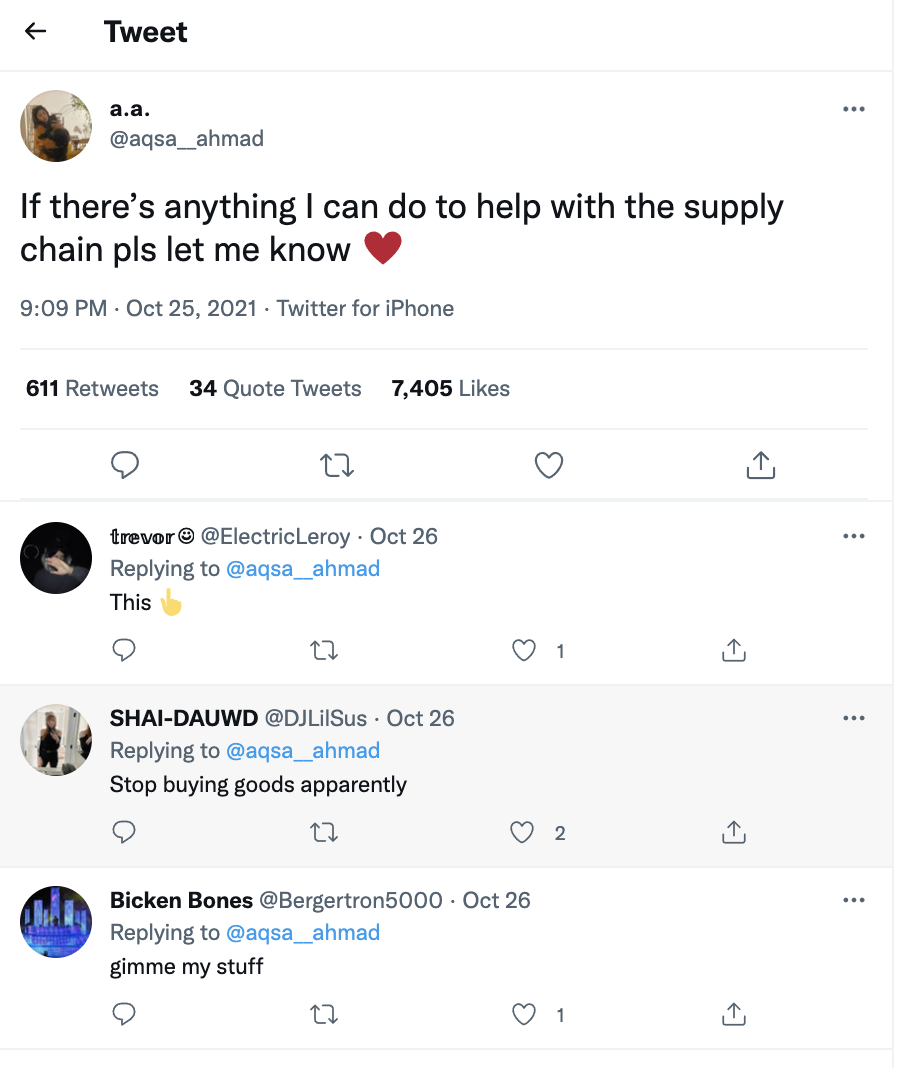 Tweet
a.a.
@aqsa__ahmad
If there’s anything I can do to help with the supply
chain pls let me know ❤️
9:09 PM · Oct 25, 2021 · Twitter for iPhone
611 Retweets 34 Quote Tweets 7,405 Likes
𝕥𝕣𝕖𝕧𝕠𝕣☺ @ElectricLeroy · Oct 26
Replying to @aqsa__ahmad
This 👆
1
SHAI-DAUWD @DJLilSus · Oct 26
Replying to @aqsa__ahmad
Stop buying goods apparently
2
Bicken Bones @Bergertron5000 · Oct 26
Replying to @aqsa__ahmad
gimme my stuff
1